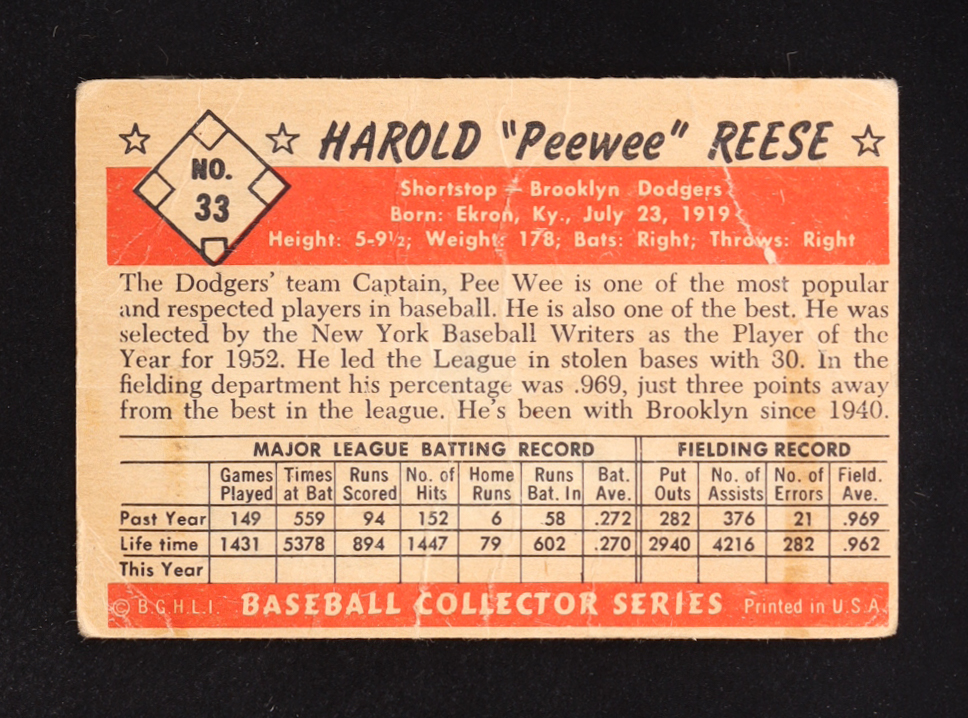 HAROLD "Peewee" REESE
NO.
33
Shortstop — Brooklyn Dodgers
Born: Ekron, Ky., July 23, 1919
Height: 5-9½; Weight: 178; Bats: Right; Throws: Right
The Dodgers' team Captain, Pee Wee is one of the most popular
and respected players in baseball. He is also one of the best. He was
selected by the New York Baseball Writers as the Player of the
Year for 1952. He led the League in stolen bases with 30. In the
fielding department his percentage was .969, just three points away
from the best in the league. He's been with Brooklyn since 1940.
MAJOR LEAGUE BATTING RECORD FIELDING RECORD
Games Times Runs No. of Home Runs Bat. Put No. of No. of Field.
Played at Bat Scored Hits Runs Bat. In Ave. Outs Assists Errors Ave.
Past Year 149 559 94 152 6 58 .272 282 376 21 .969
Life time 1431 5378 894 1447 79 602 .270 2940 4216 282 .962
This Year
© B.G.H.L.I. BASEBALL COLLECTOR SERIES Printed in U.S.A.